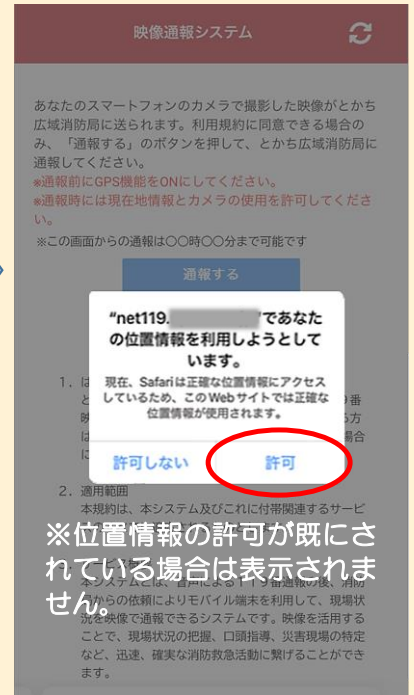 映像通報システム
あなたのスマートフォンのカメラで撮影した映像がとかち
広域消防局に送られます。利用規約に同意できる場合の
み、「通報する」のボタンを押して、とかち広域消防局に
通報してください。
※通報前にGPS機能をONにしてください。
※通報時には現在地情報とカメラの使用を許可してくださ
い。
※この画面からの通報は〇〇時〇〇分まで可能です
通報する
“net119. ”であなた
の位置情報を利用しようとして
います。
現在、Safariは正確な位置情報にアクセス
しているため、このWebサイトでは正確な
位置情報が使用されます。
許可しない 許可
1. は
と 番
映 方
は 場合
に
2. 適用範囲
本規約は、本システム及びこれに付帯関連するサービ
※位置情報の許可が既にさ
れている場合は表示されま
せん。
本システムとは、音声による119番通報の後、消防
局からの依頼によりモバイル端末を利用して、現場状
況を映像で通報できるシステムです。映像を活用する
ことで、現場状況の把握、口頭指導、災害現場の特定
など、迅速、確実な消防救急活動に繋げることができ
ます。